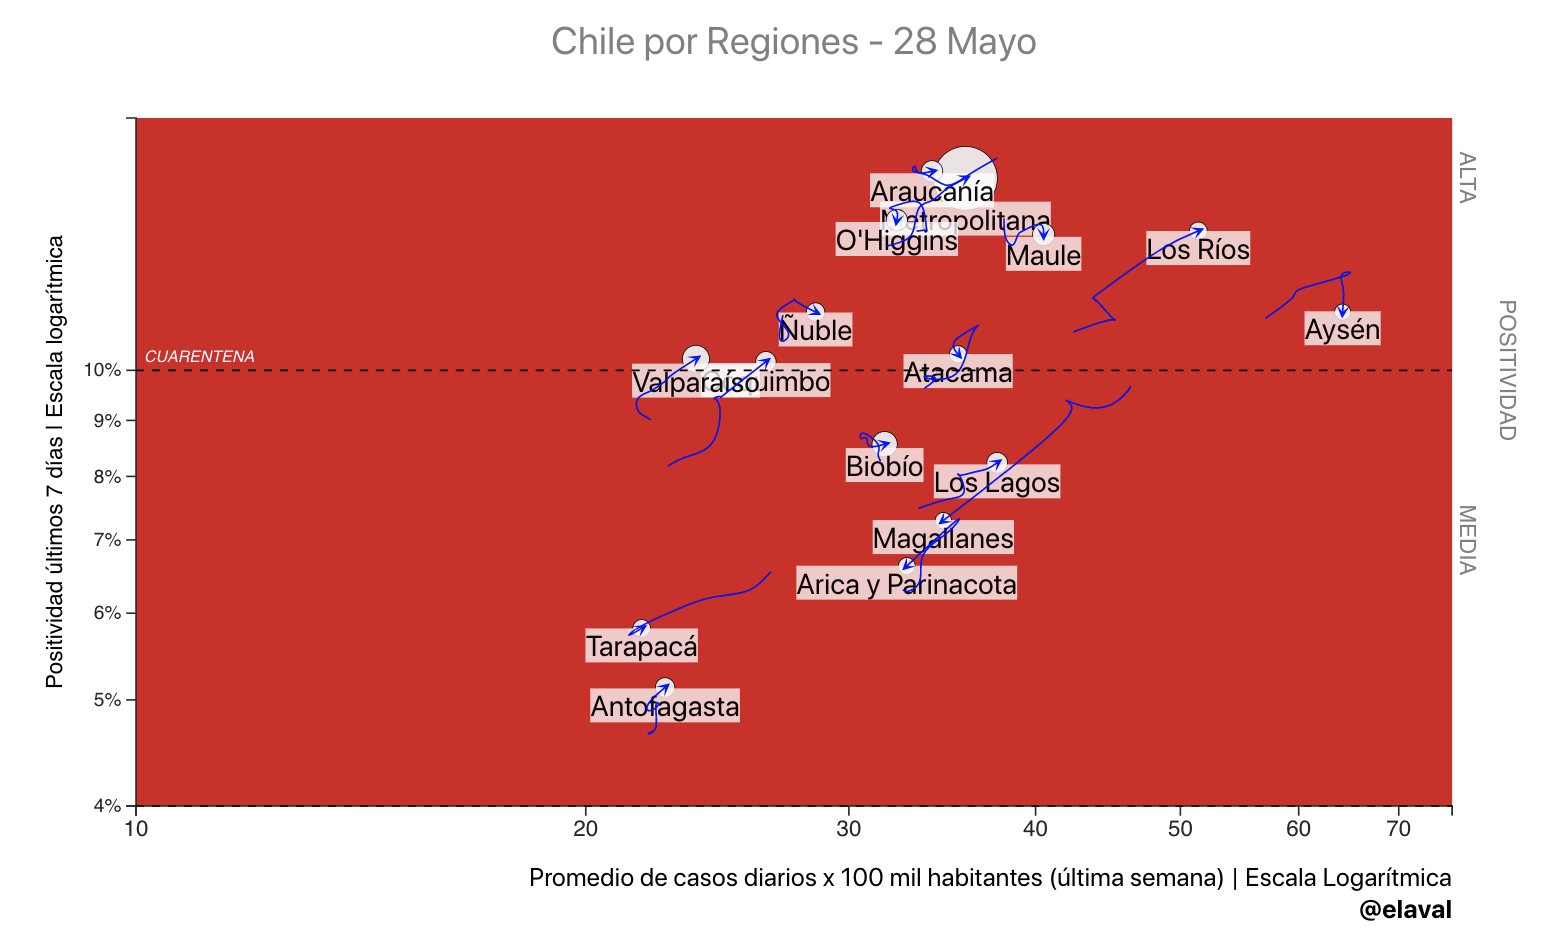 Chile por Regiones - 28 Mayo
ALTA
Araucanía
Metropolitana
O'Higgins
Maule
Los Ríos
Ñuble
Aysén
POSITIVIDAD
Positividad últimos 7 días I Escala logarítmica
CUARENTENA
10%
Valparaíso
Atacama
9%
Biobío
8%
Los Lagos
MEDIA
7%
Magallanes
Arica y Parinacota
6%
Tarapacá
5%
Antofagasta
4%
10 20 30 40 50 60 70
Promedio de casos diarios x 100 mil habitantes (última semana) | Escala Logarítmica
@elaval